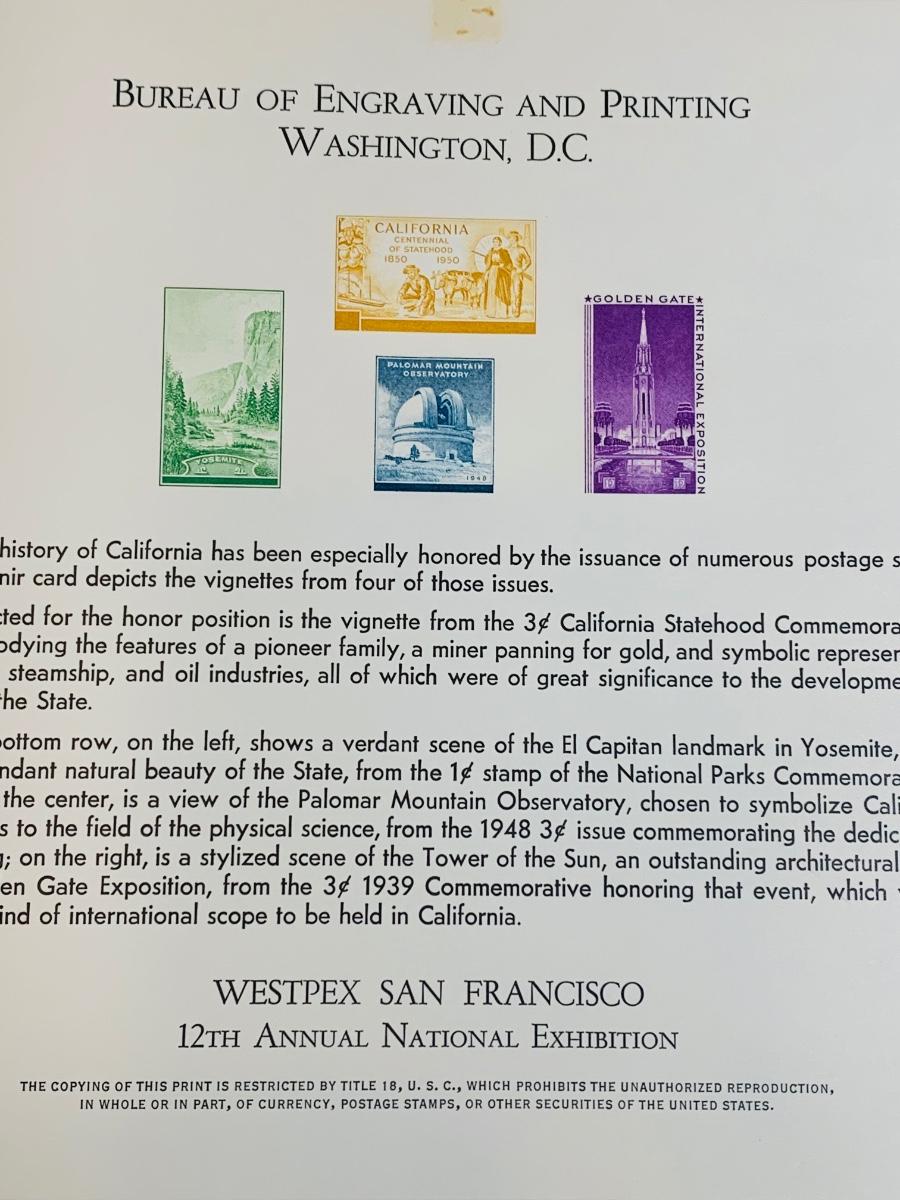 BUREAU OF ENGRAVING AND PRINTING
WASHINGTON, D.C.
CALIFORNIA
CENTENNIAL
OF STATEHOOD
1850 1950
★GOLDEN GATE★
INTERNATIONAL EXPOSITION
19 39
PALOMAR MOUNTAIN
OBSERVATORY
1948
YOSEMITE
history of California has been especially honored by the issuance of numerous postage s
nir card depicts the vignettes from four of those issues.
cted for the honor position is the vignette from the 3¢ California Statehood Commemora
odying the features of a pioneer family, a miner panning for gold, and symbolic represer
steamship, and oil industries, all of which were of great significance to the developme
the State.
bottom row, on the left, shows a verdant scene of the El Capitan landmark in Yosemite,
ndant natural beauty of the State, from the 1¢ stamp of the National Parks Commemora
the center, is a view of the Palomar Mountain Observatory, chosen to symbolize Cali
s to the field of the physical science, from the 1948 3¢ issue commemorating the dedic
g; on the right, is a stylized scene of the Tower of the Sun, an outstanding architectural
en Gate Exposition, from the 3¢ 1939 Commemorative honoring that event, which
ind of international scope to be held in California.
WESTPEX SAN FRANCISCO
12TH ANNUAL NATIONAL EXHIBITION
THE COPYING OF THIS PRINT IS RESTRICTED BY TITLE 18, U. S. C., WHICH PROHIBITS THE UNAUTHORIZED REPRODUCTION,
IN WHOLE OR IN PART, OF CURRENCY, POSTAGE STAMPS, OR OTHER SECURITIES OF THE UNITED STATES.